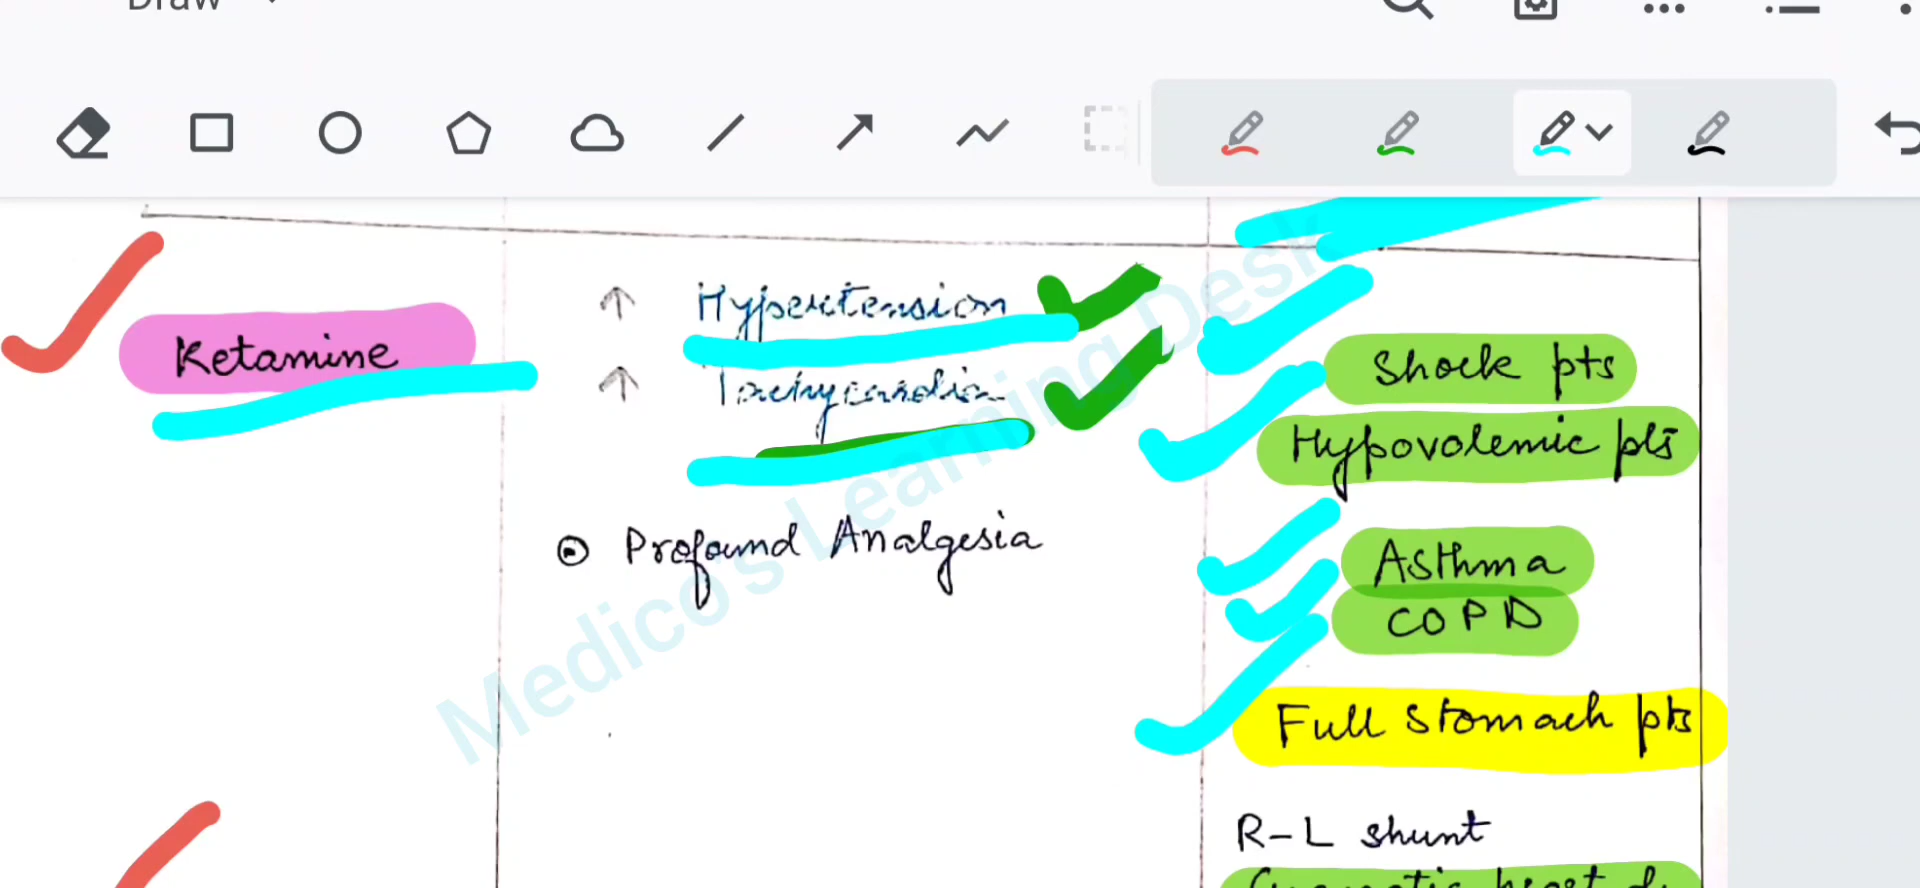 Draw
Ketamine
↑ Hypertension
↑ Tachycardia
⊙ Profound Analgesia
Shock pts
Hypovolemic pts
Asthma
COPD
Full stomach pts
R-L shunt
Medico's Learning Desk